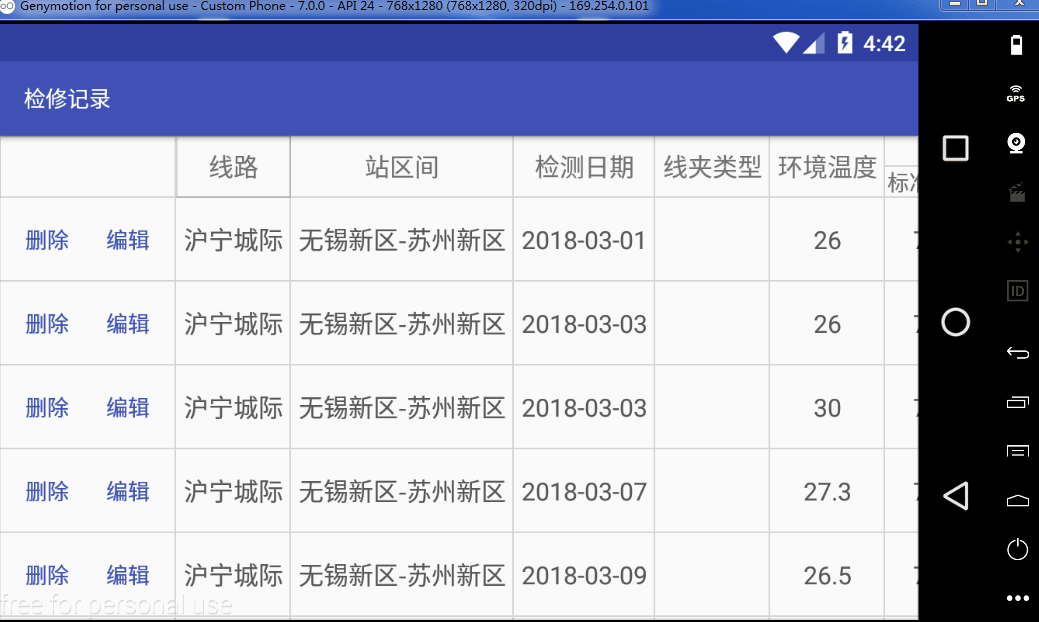 Genymotion for personal use - Custom Phone - 7.0.0 - API 24 - 768x1280 (768x1280, 320dpi) - 169.254.0.101
4:42
检修记录
线路 站区间 检测日期 线夹类型 环境温度 标准
删除 编辑 沪宁城际 无锡新区-苏州新区 2018-03-01 26
删除 编辑 沪宁城际 无锡新区-苏州新区 2018-03-03 26
删除 编辑 沪宁城际 无锡新区-苏州新区 2018-03-03 30
删除 编辑 沪宁城际 无锡新区-苏州新区 2018-03-07 27.3
删除 编辑 沪宁城际 无锡新区-苏州新区 2018-03-09 26.5
free for personal use
GPS
ID